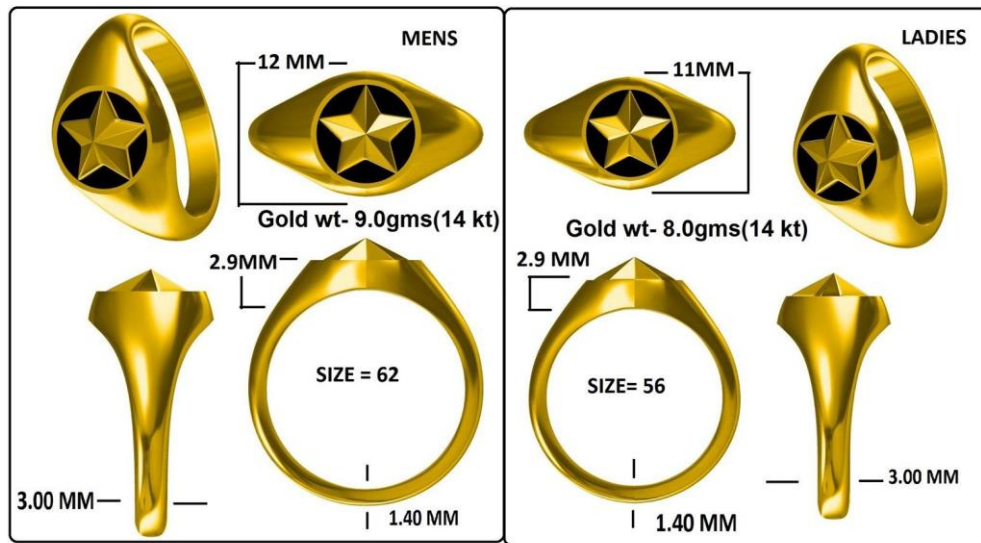 MENS
12 MM
Gold wt- 9.0gms(14 kt)
2.9MM
SIZE = 62
3.00 MM
1.40 MM
LADIES
11MM
Gold wt- 8.0gms(14 kt)
2.9 MM
SIZE= 56
3.00 MM
1.40 MM